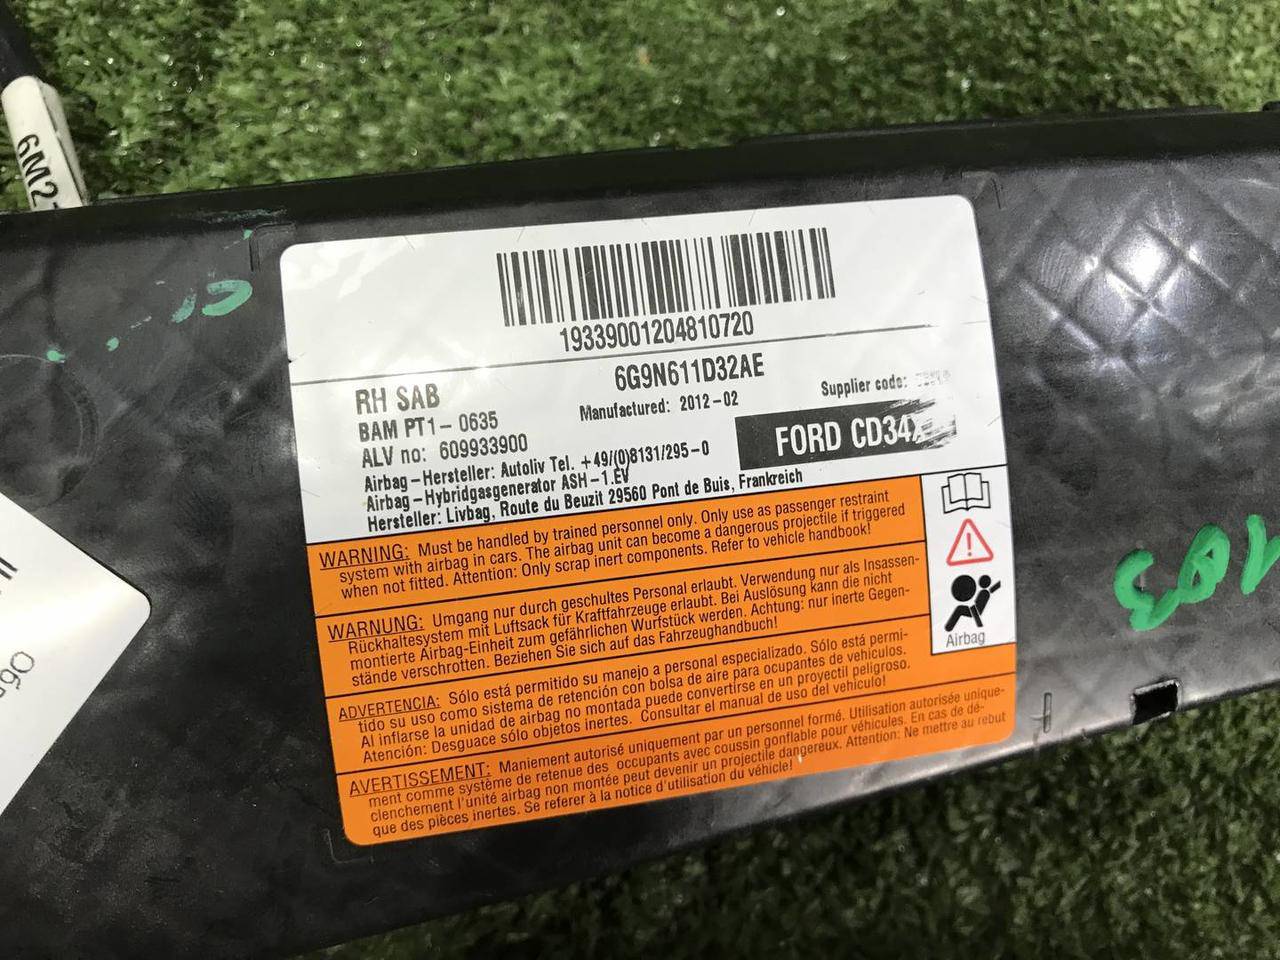 6M2
19339001204810720
RH SAB
6G9N611D32AE
BAM PT1-0635
Manufactured: 2012-02
Supplier code:
ALV no: 609933900
FORD CD34X
Airbag-Hersteller: Autoliv Tel. +49/(0)8131/295-0
Airbag-Hybridgasgenerator ASH-1.EV
Hersteller: Livbag, Route du Beuzit 29560 Pont de Buis, Frankreich
WARNING: Must be handled by trained personnel only. Only use as passenger restraint
system with airbag in cars. The airbag unit can become a dangerous projectile if triggered
when not fitted. Attention: Only scrap inert components. Refer to vehicle handbook!
WARNUNG: Umgang nur durch geschultes Personal erlaubt. Verwendung nur als Insassen-
Rückhaltesystem mit Luftsack für Kraftfahrzeuge erlaubt. Bei Auslösung kann die nicht
montierte Airbag-Einheit zum gefährlichen Wurfstück werden. Achtung: nur inerte Gegen-
stände verschrotten. Beziehen Sie sich auf das Fahrzeughandbuch!
ADVERTENCIA: Sólo está permitido su manejo a personal especializado. Sólo está permi-
tido su uso como sistema de retención con bolsa de aire para ocupantes de vehículos.
Al inflarse la unidad de airbag no montada puede convertirse en un proyectil peligroso.
Atención: Desguace sólo objetos inertes. Consultar el manual de uso del vehículo!
AVERTISSEMENT: Maniement autorisé uniquement par un personnel formé. Utilisation autorisée unique-
ment comme système de retenue des occupants avec coussin gonflable pour véhicules. En cas de dé-
clenchement l'unité airbag non montée peut devenir un projectile dangereux. Attention: Ne mettre au rebut
que des pièces inertes. Se referer à la notice d'utilisation du véhicle!
Airbag
103